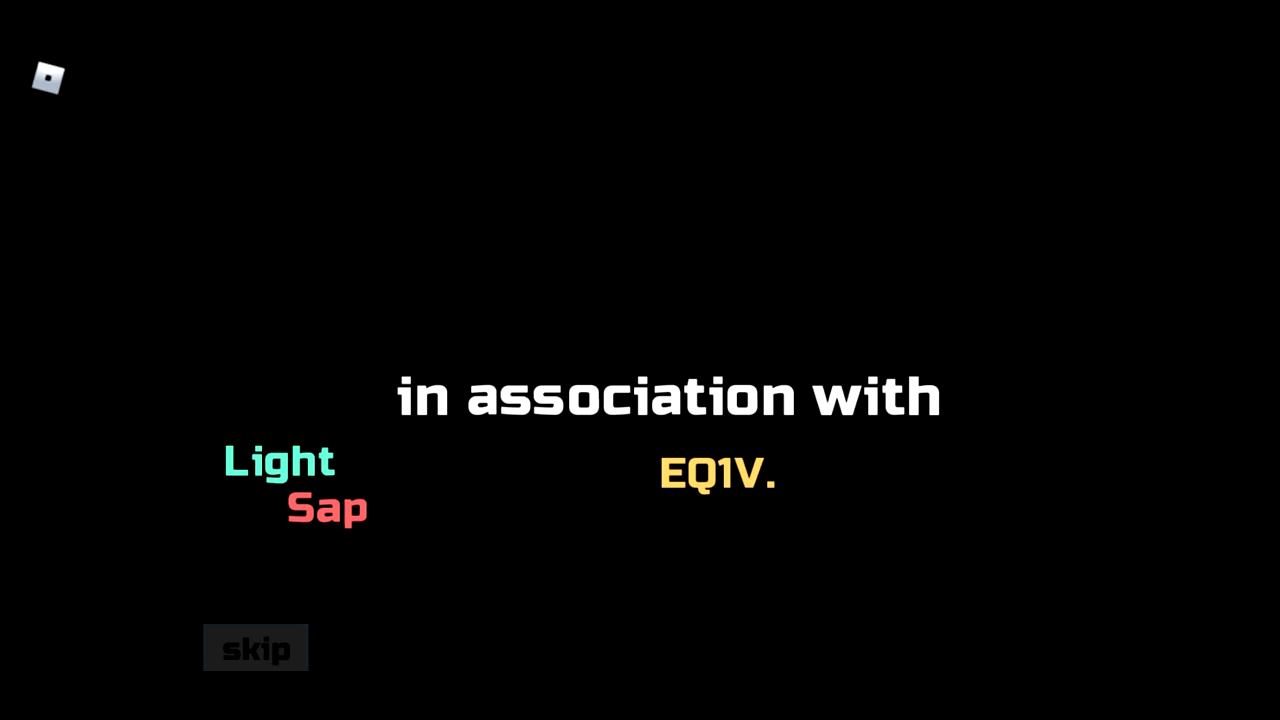 in association with
Light
Sap
EQ1V.
skip